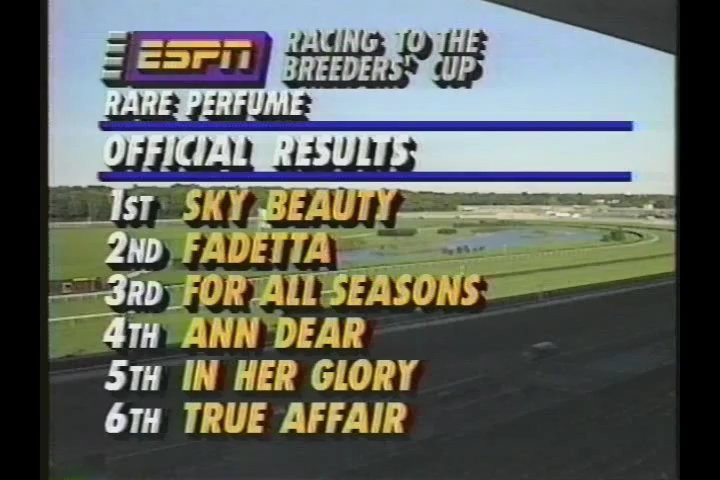 ESPN RACING TO THE
BREEDERS' CUP
RARE PERFUME
OFFICIAL RESULTS
1ST SKY BEAUTY
2ND FADETTA
3RD FOR ALL SEASONS
4TH ANN DEAR
5TH IN HER GLORY
6TH TRUE AFFAIR